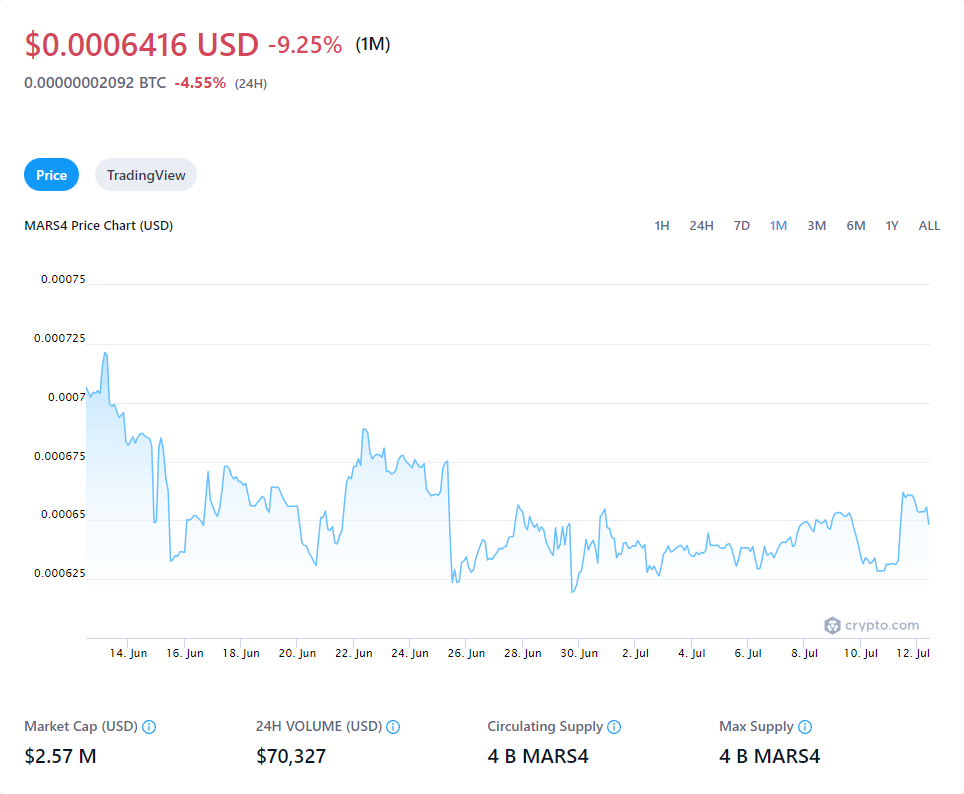 $0.0006416 USD -9.25% (1M)
0.00000002092 BTC -4.55% (24H)
Price TradingView
MARS4 Price Chart (USD) 1H 24H 7D 1M 3M 6M 1Y ALL
0.00075
0.000725
0.0007
0.000675
0.00065
0.000625
crypto.com
14. Jun 16. Jun 18. Jun 20. Jun 22. Jun 24. Jun 26. Jun 28. Jun 30. Jun 2. Jul 4. Jul 6. Jul 8. Jul 10. Jul 12. Jul
Market Cap (USD) 24H VOLUME (USD) Circulating Supply Max Supply
$2.57 M $70,327 4 B MARS4 4 B MARS4